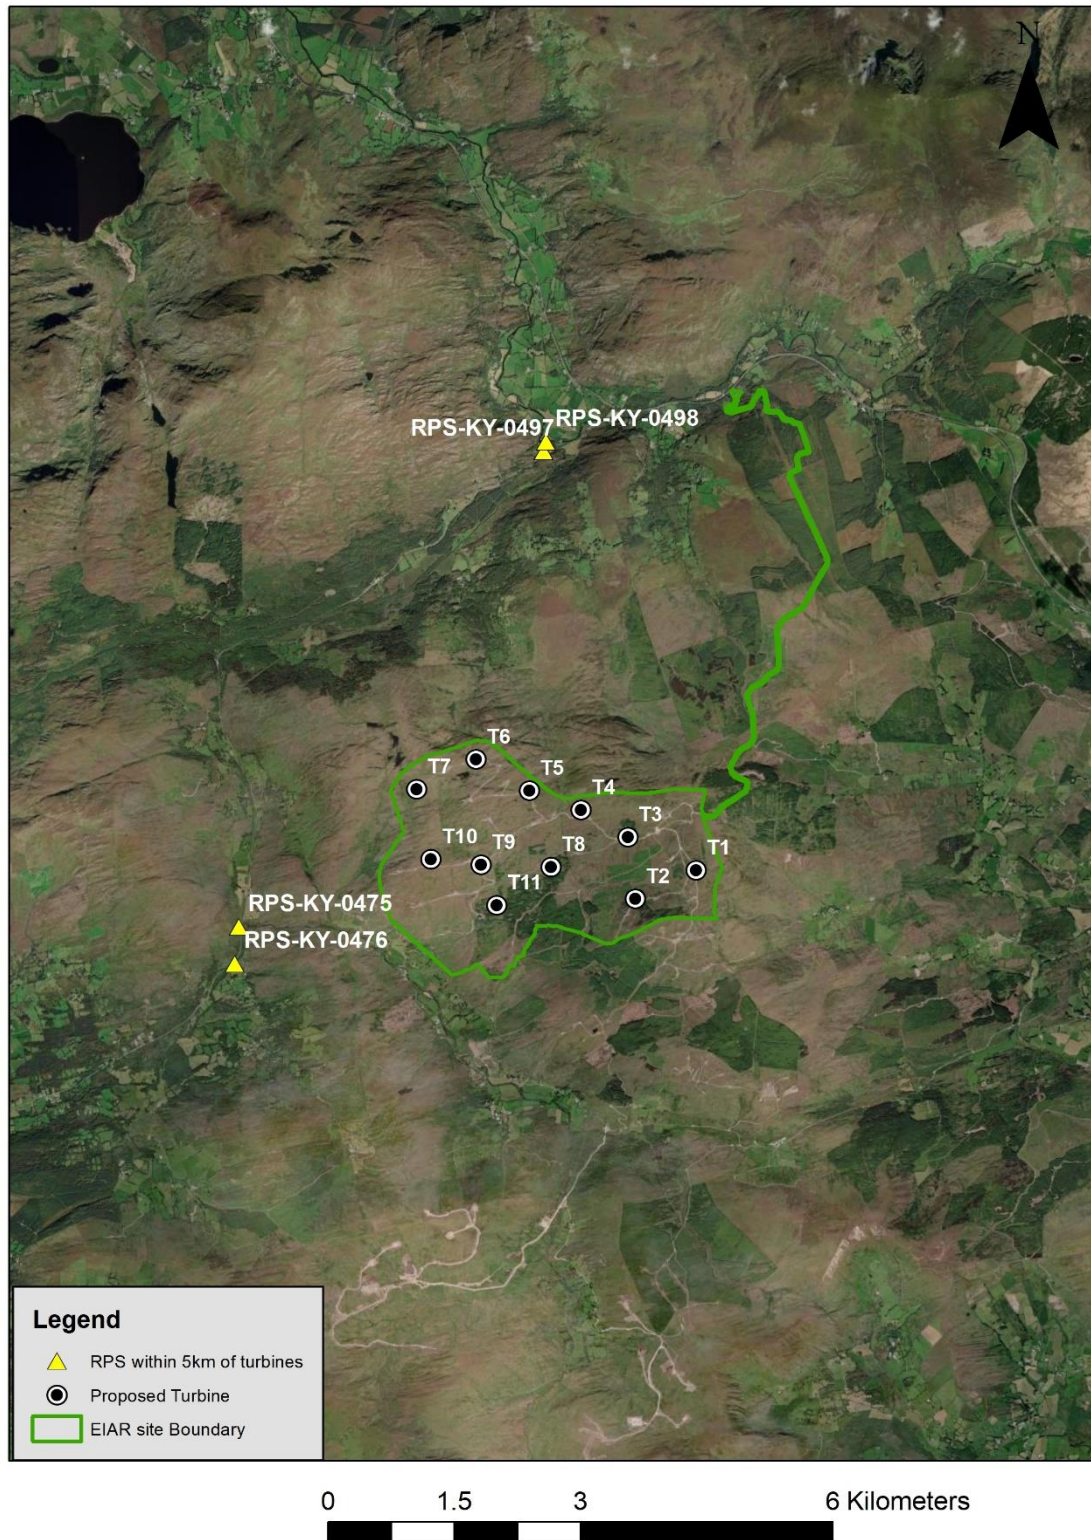 N
RPS-KY-0498
RPS-KY-0497
T6
T7
T5
T4
T3
T10
T9
T8
T1
T11
T2
RPS-KY-0475
RPS-KY-0476
Legend
RPS within 5km of turbines
Proposed Turbine
EIAR site Boundary
0 1.5 3 6 Kilometers